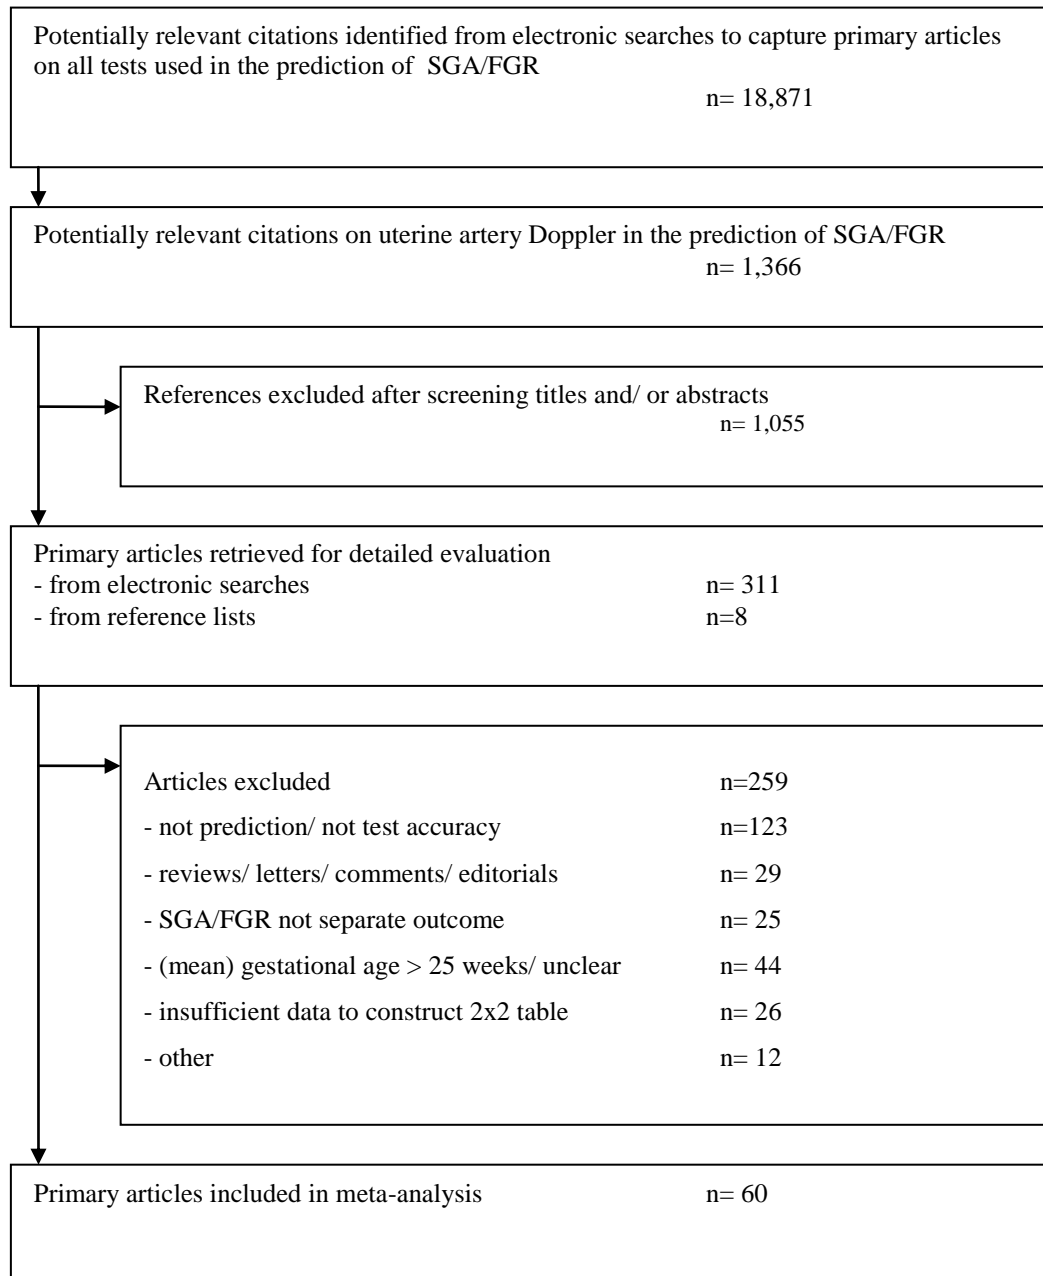 Potentially relevant citations identified from electronic searches to capture primary articles
on all tests used in the prediction of SGA/FGR
n= 18,871
Potentially relevant citations on uterine artery Doppler in the prediction of SGA/FGR
n= 1,366
References excluded after screening titles and/ or abstracts
n= 1,055
Primary articles retrieved for detailed evaluation
- from electronic searches n= 311
- from reference lists n=8
Articles excluded n=259
- not prediction/ not test accuracy n=123
- reviews/ letters/ comments/ editorials n= 29
- SGA/FGR not separate outcome n= 25
- (mean) gestational age > 25 weeks/ unclear n= 44
- insufficient data to construct 2x2 table n= 26
- other n= 12
Primary articles included in meta-analysis n= 60